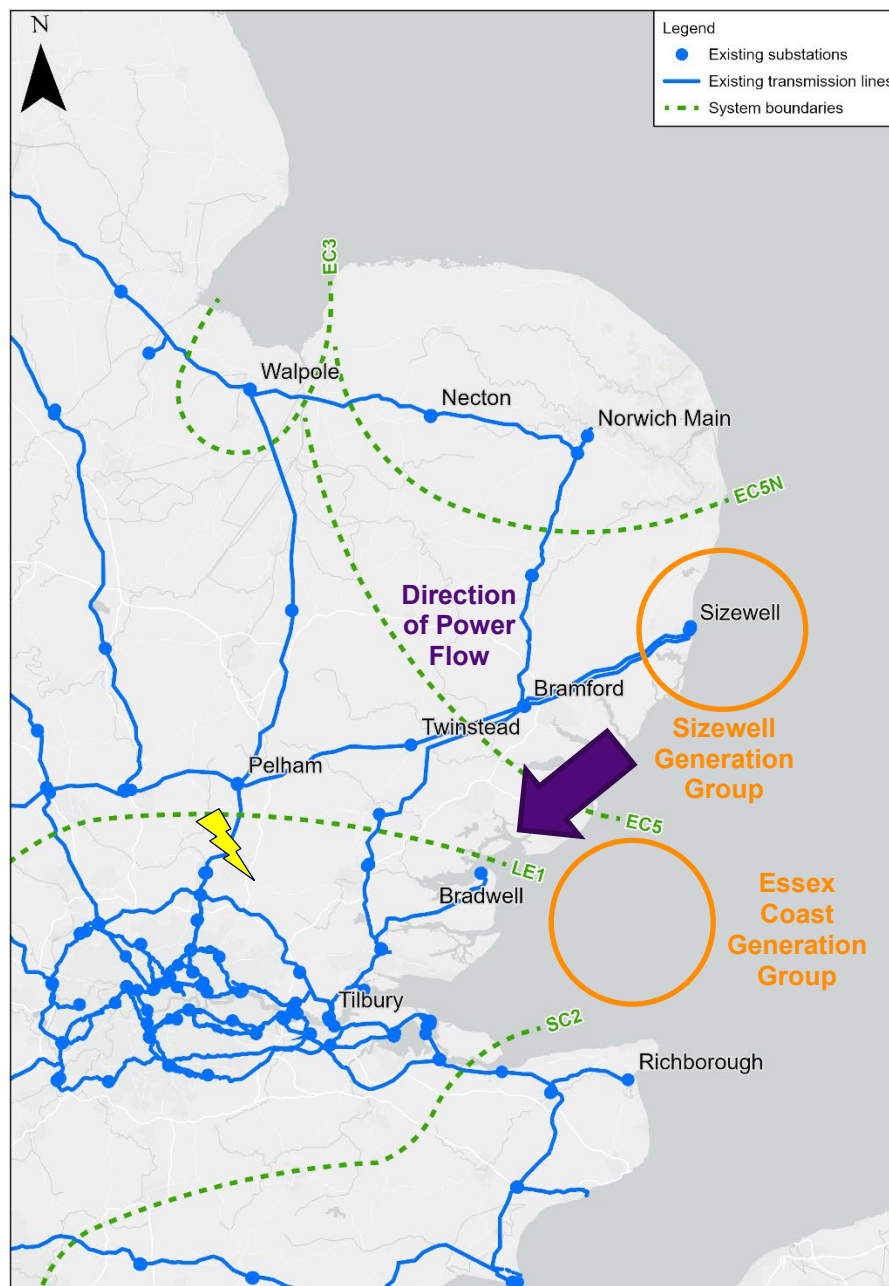 N
Legend
Existing substations
Existing transmission lines
System boundaries
EC3
Walpole
Necton
Norwich Main
EC5N
Direction
of Power
Flow
Sizewell
Bramford
Twinstead
Sizewell
Generation
Group
Pelham
EC5
LE1
Bradwell
Essex
Coast
Generation
Group
Tilbury
SC2
Richborough